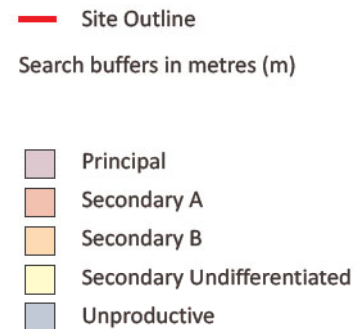 Site Outline
Search buffers in metres (m)
Principal
Secondary A
Secondary B
Secondary Undifferentiated
Unproductive